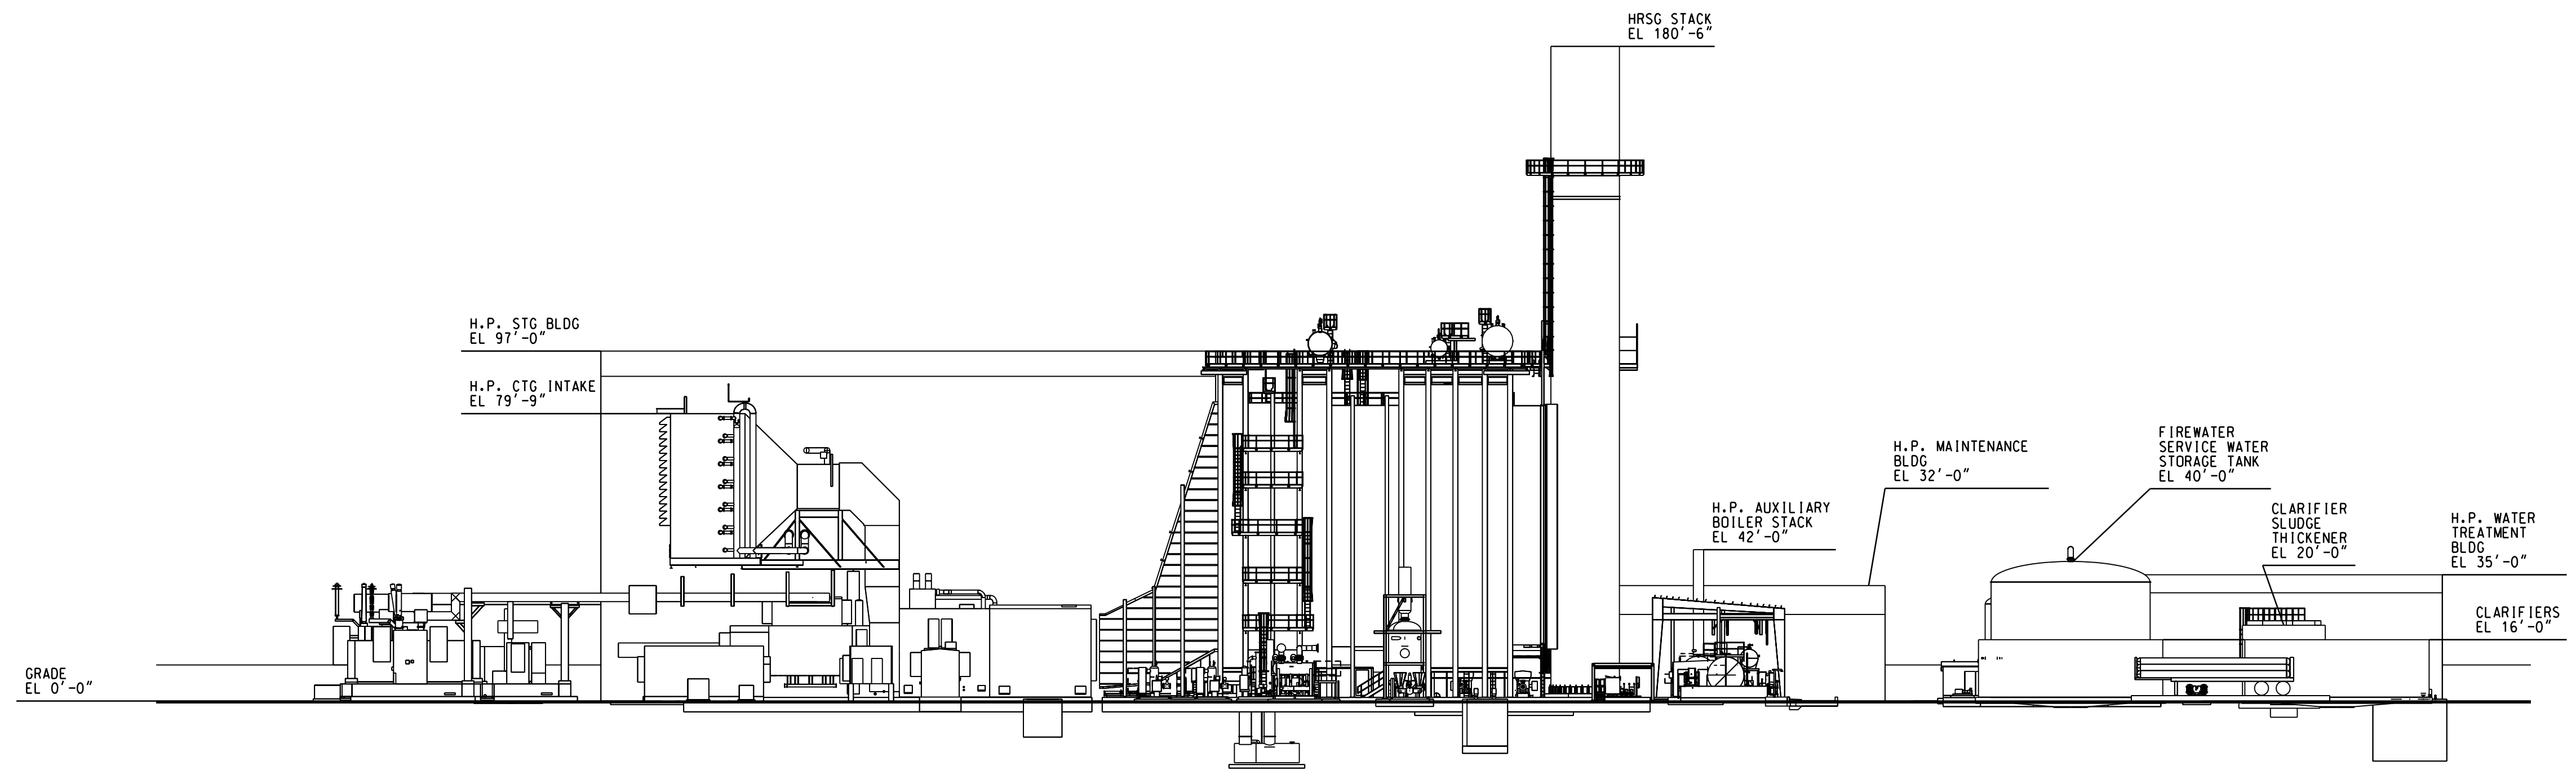 HRSG STACK
EL 180'-6"
H.P. STG BLDG
EL 97'-0"
H.P. CTG INTAKE
EL 79'-9"
GRADE
EL 0'-0"
H.P. AUXILIARY
BOILER STACK
EL 42'-0"
H.P. MAINTENANCE
BLDG
EL 32'-0"
FIREWATER
SERVICE WATER
STORAGE TANK
EL 40'-0"
CLARIFIER
SLUDGE
THICKENER
EL 20'-0"
H.P. WATER
TREATMENT
BLDG
EL 35'-0"
CLARIFIERS
EL 16'-0"